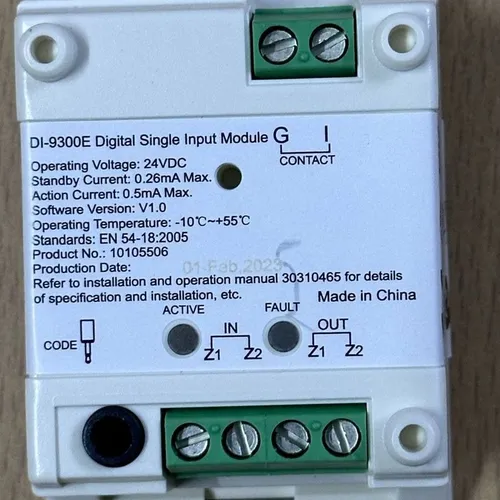 DI-9300E Digital Single Input Module G I
CONTACT
Operating Voltage: 24VDC
Standby Current: 0.26mA Max.
Action Current: 0.5mA Max.
Software Version: V1.0
Operating Temperature: -10℃~+55℃
Standards: EN 54-18:2005
Product No.: 10105506
Production Date: 01-Fab,2023
Refer to installation and operation manual 30310465 for details
of specification and installation, etc.
Made in China
ACTIVE IN FAULT OUT
CODE Z1 Z2 Z1 Z2